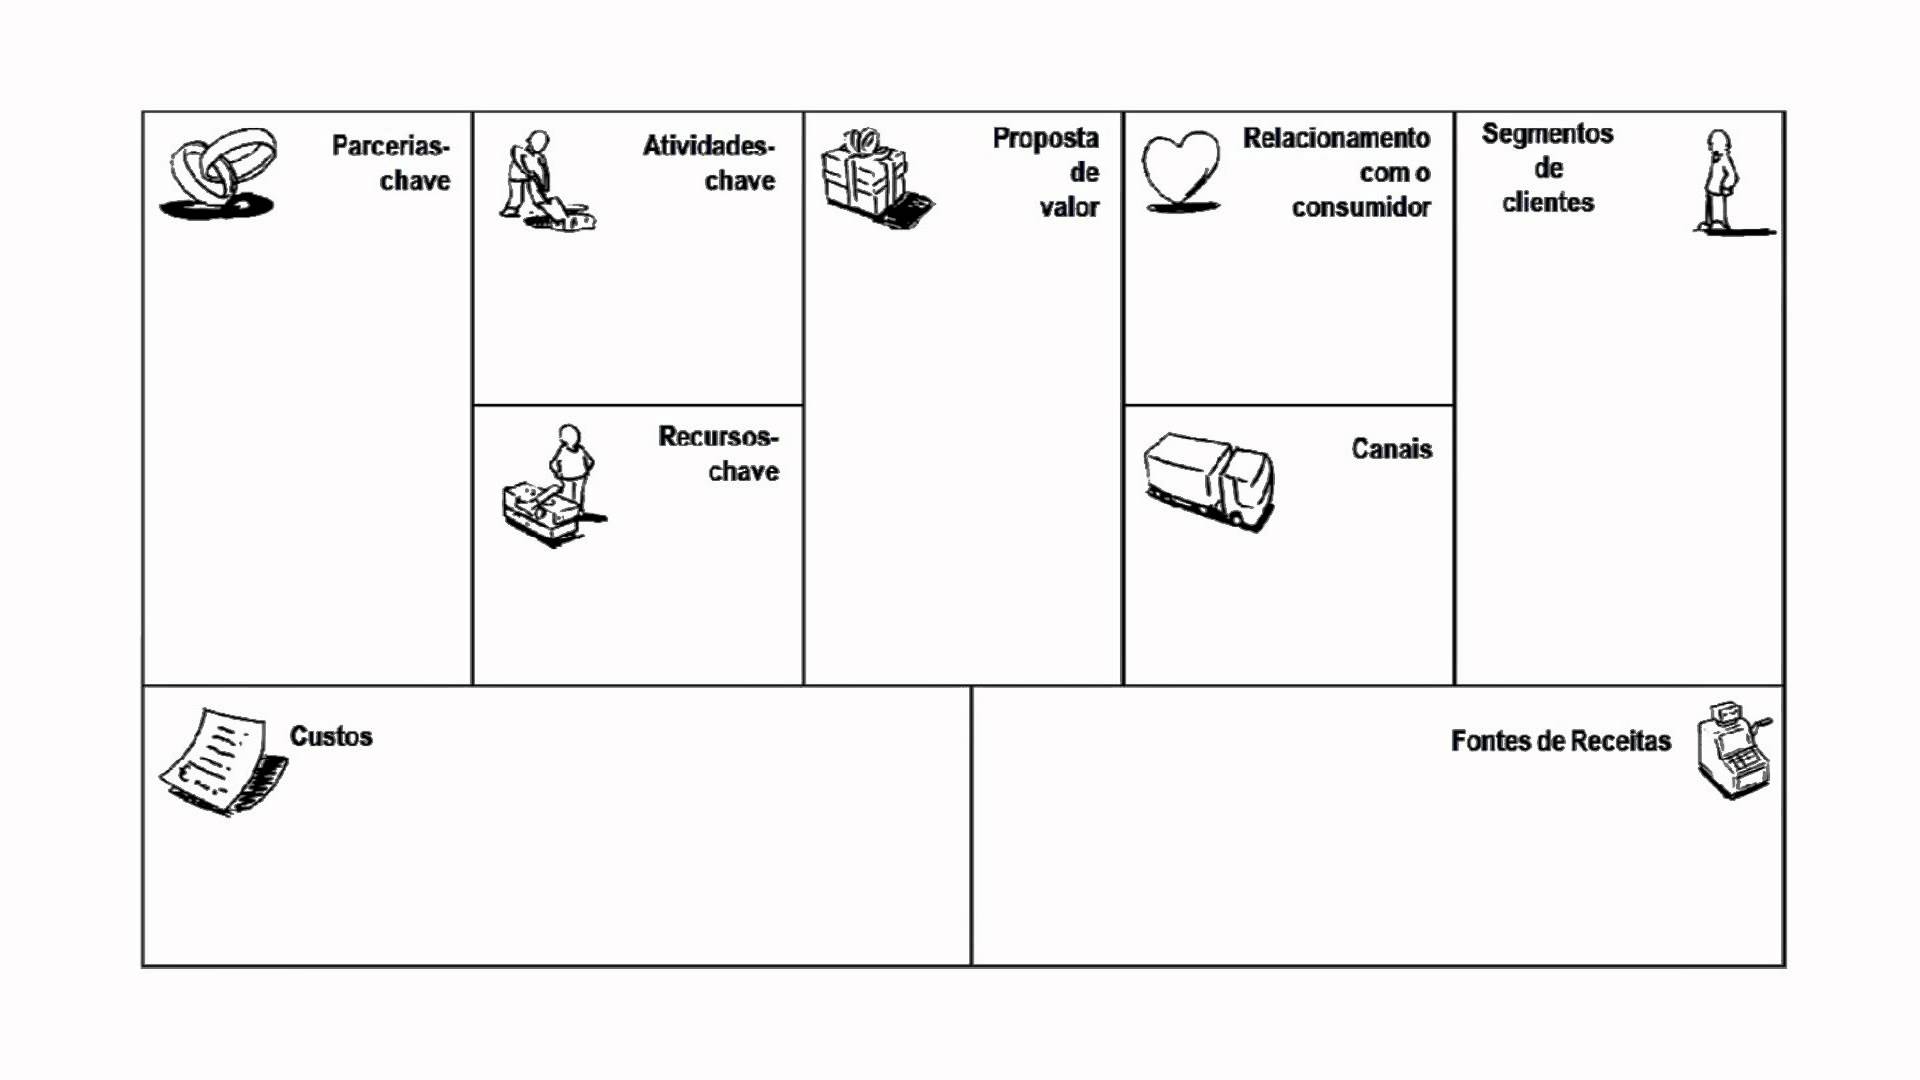 Parcerias-
chave
Atividades-
chave
Proposta
de
valor
Relacionamento
com o
consumidor
Segmentos
de
clientes
Recursos-
chave
Canais
Custos
Fontes de Receitas